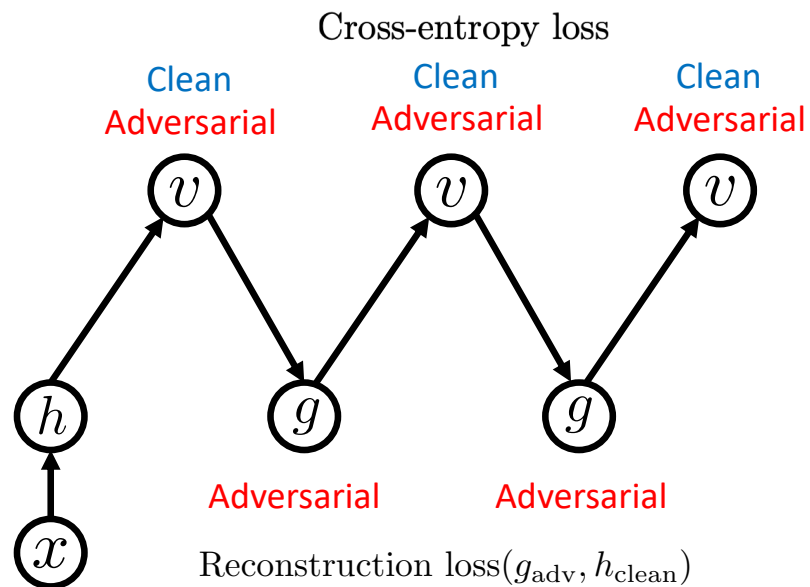 Cross-entropy loss
Clean Clean Clean
Adversarial Adversarial Adversarial
v v v
h g g
Adversarial Adversarial
x Reconstruction loss(g_adv, h_clean)